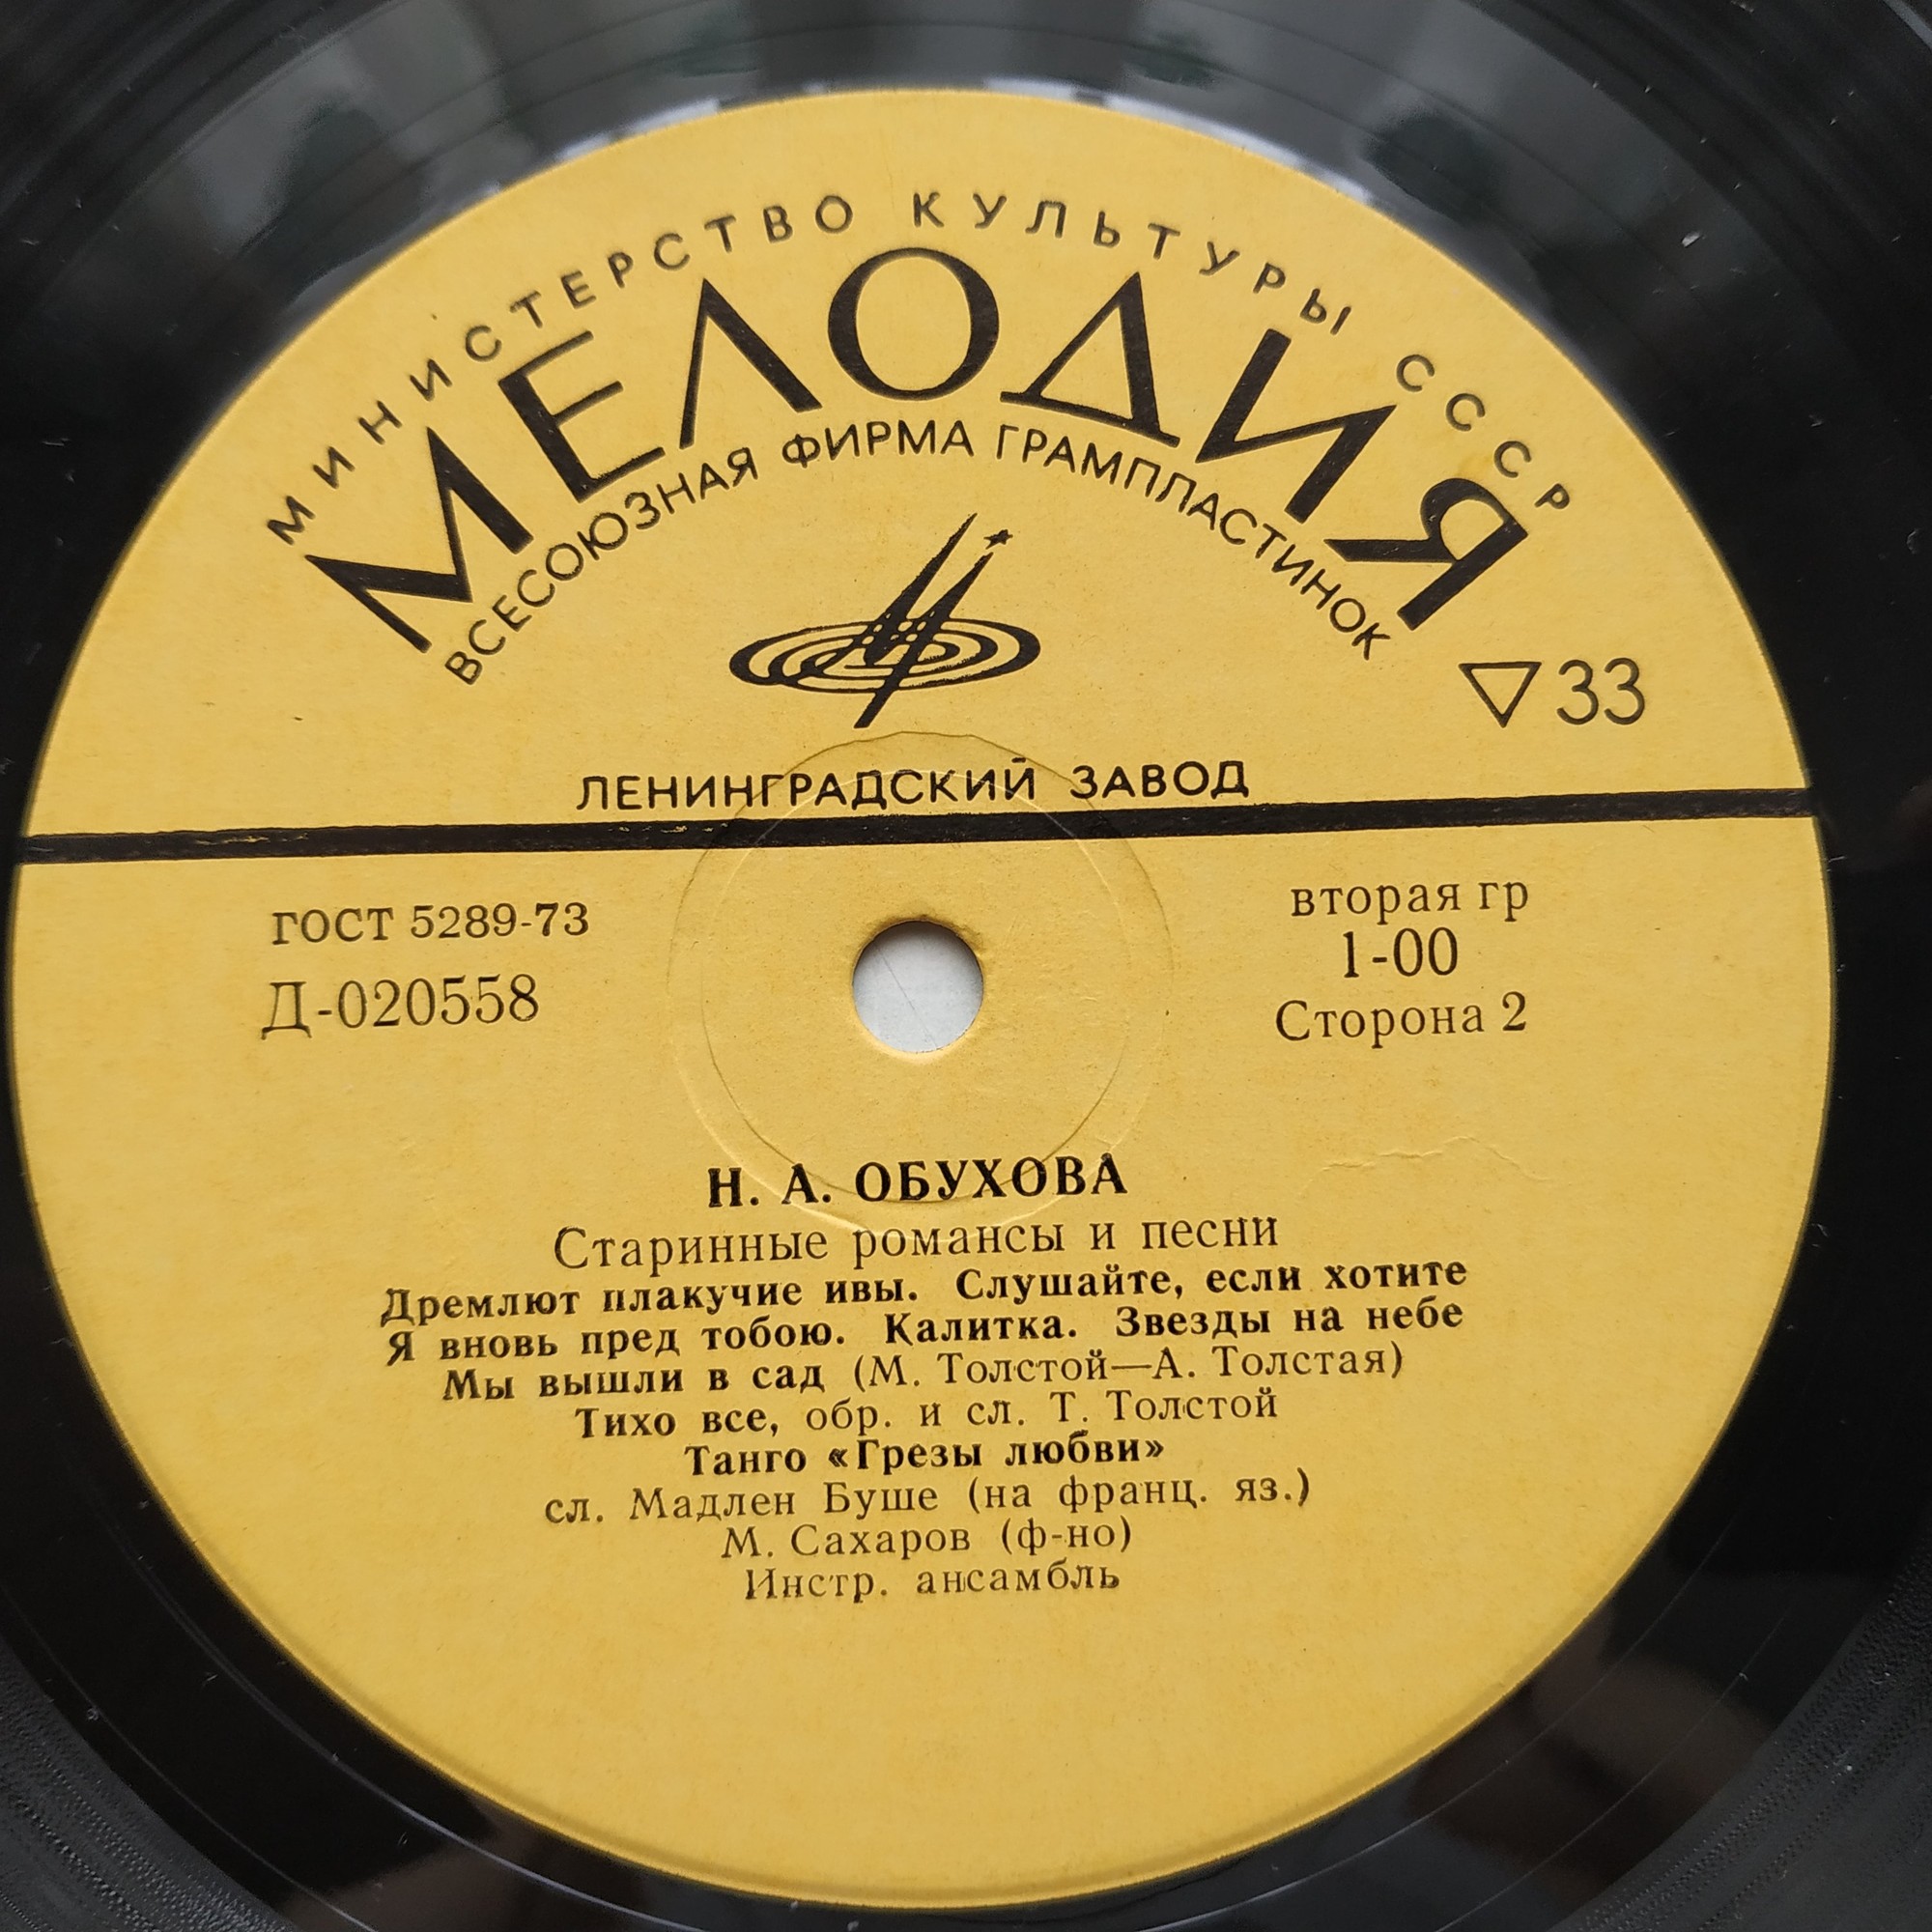 МИНИСТЕРСТВО КУЛЬТУРЫ СССР
МЕЛОДИЯ
ВСЕСОЮЗНАЯ ФИРМА ГРАМПЛАСТИНОК
33
ЛЕНИНГРАДСКИЙ ЗАВОД
ГОСТ 5289-73
Д-020558
вторая гр
1-00
Сторона 2
Н. А. ОБУХОВА
Старинные романсы и песни
Дремлют плакучие ивы. Слушайте, если хотите
Я вновь пред тобою. Калитка. Звезды на небе
Мы вышли в сад (М. Толстой—А. Толстая)
Тихо все, обр. и сл. Т. Толстой
Танго «Грезы любви»
сл. Мадлен Буше (на франц. яз.)
М. Сахаров (ф-но)
Инстр. ансамбль